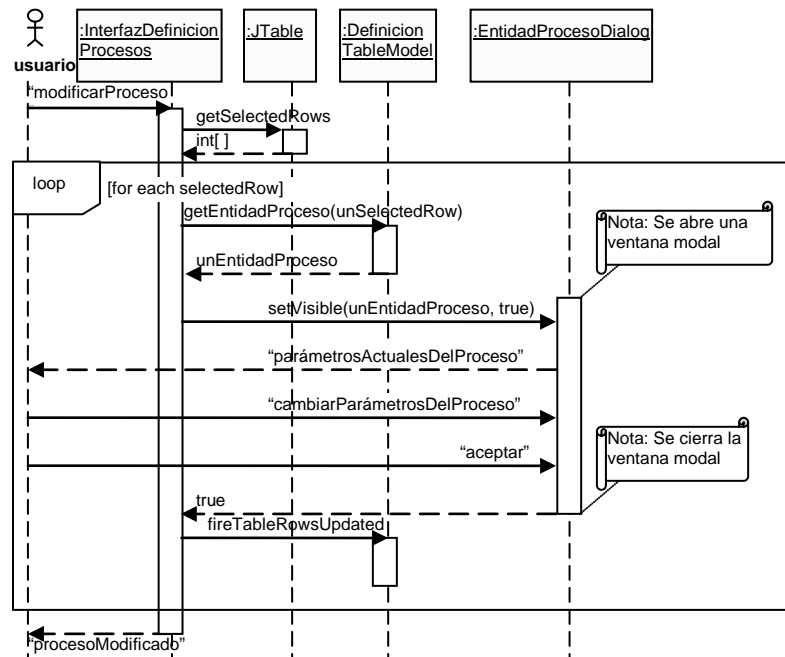 :InterfazDefinicion
Procesos
:JTable
:Definicion
TableModel
:EntidadProcesoDialog
usuario
“modificarProceso
getSelectedRows
int[ ]
loop
[for each selectedRow]
getEntidadProceso(unSelectedRow)
Nota: Se abre una
ventana modal
unEntidadProceso
setVisible(unEntidadProceso, true)
“parámetrosActualesDelProceso”
“cambiarParámetrosDelProceso”
Nota: Se cierra la
ventana modal
“aceptar”
true
fireTableRowsUpdated
“procesoModificado”